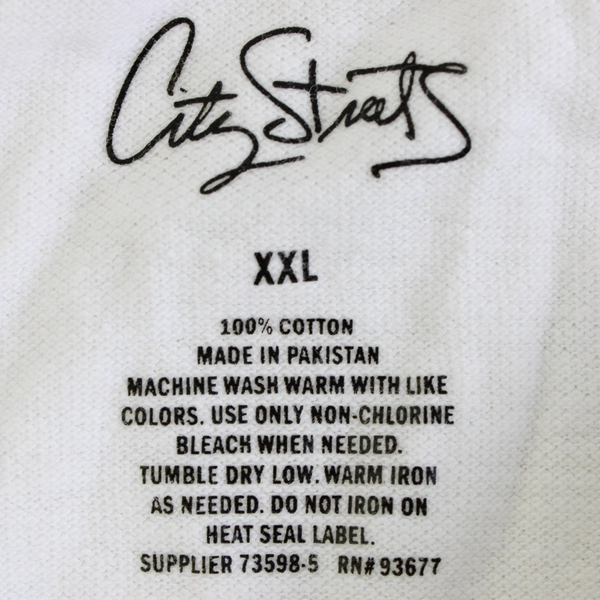 City Streets
XXL
100% COTTON
MADE IN PAKISTAN
MACHINE WASH WARM WITH LIKE
COLORS. USE ONLY NON-CHLORINE
BLEACH WHEN NEEDED.
TUMBLE DRY LOW. WARM IRON
AS NEEDED. DO NOT IRON ON
HEAT SEAL LABEL.
SUPPLIER 73598-5 RN# 93677